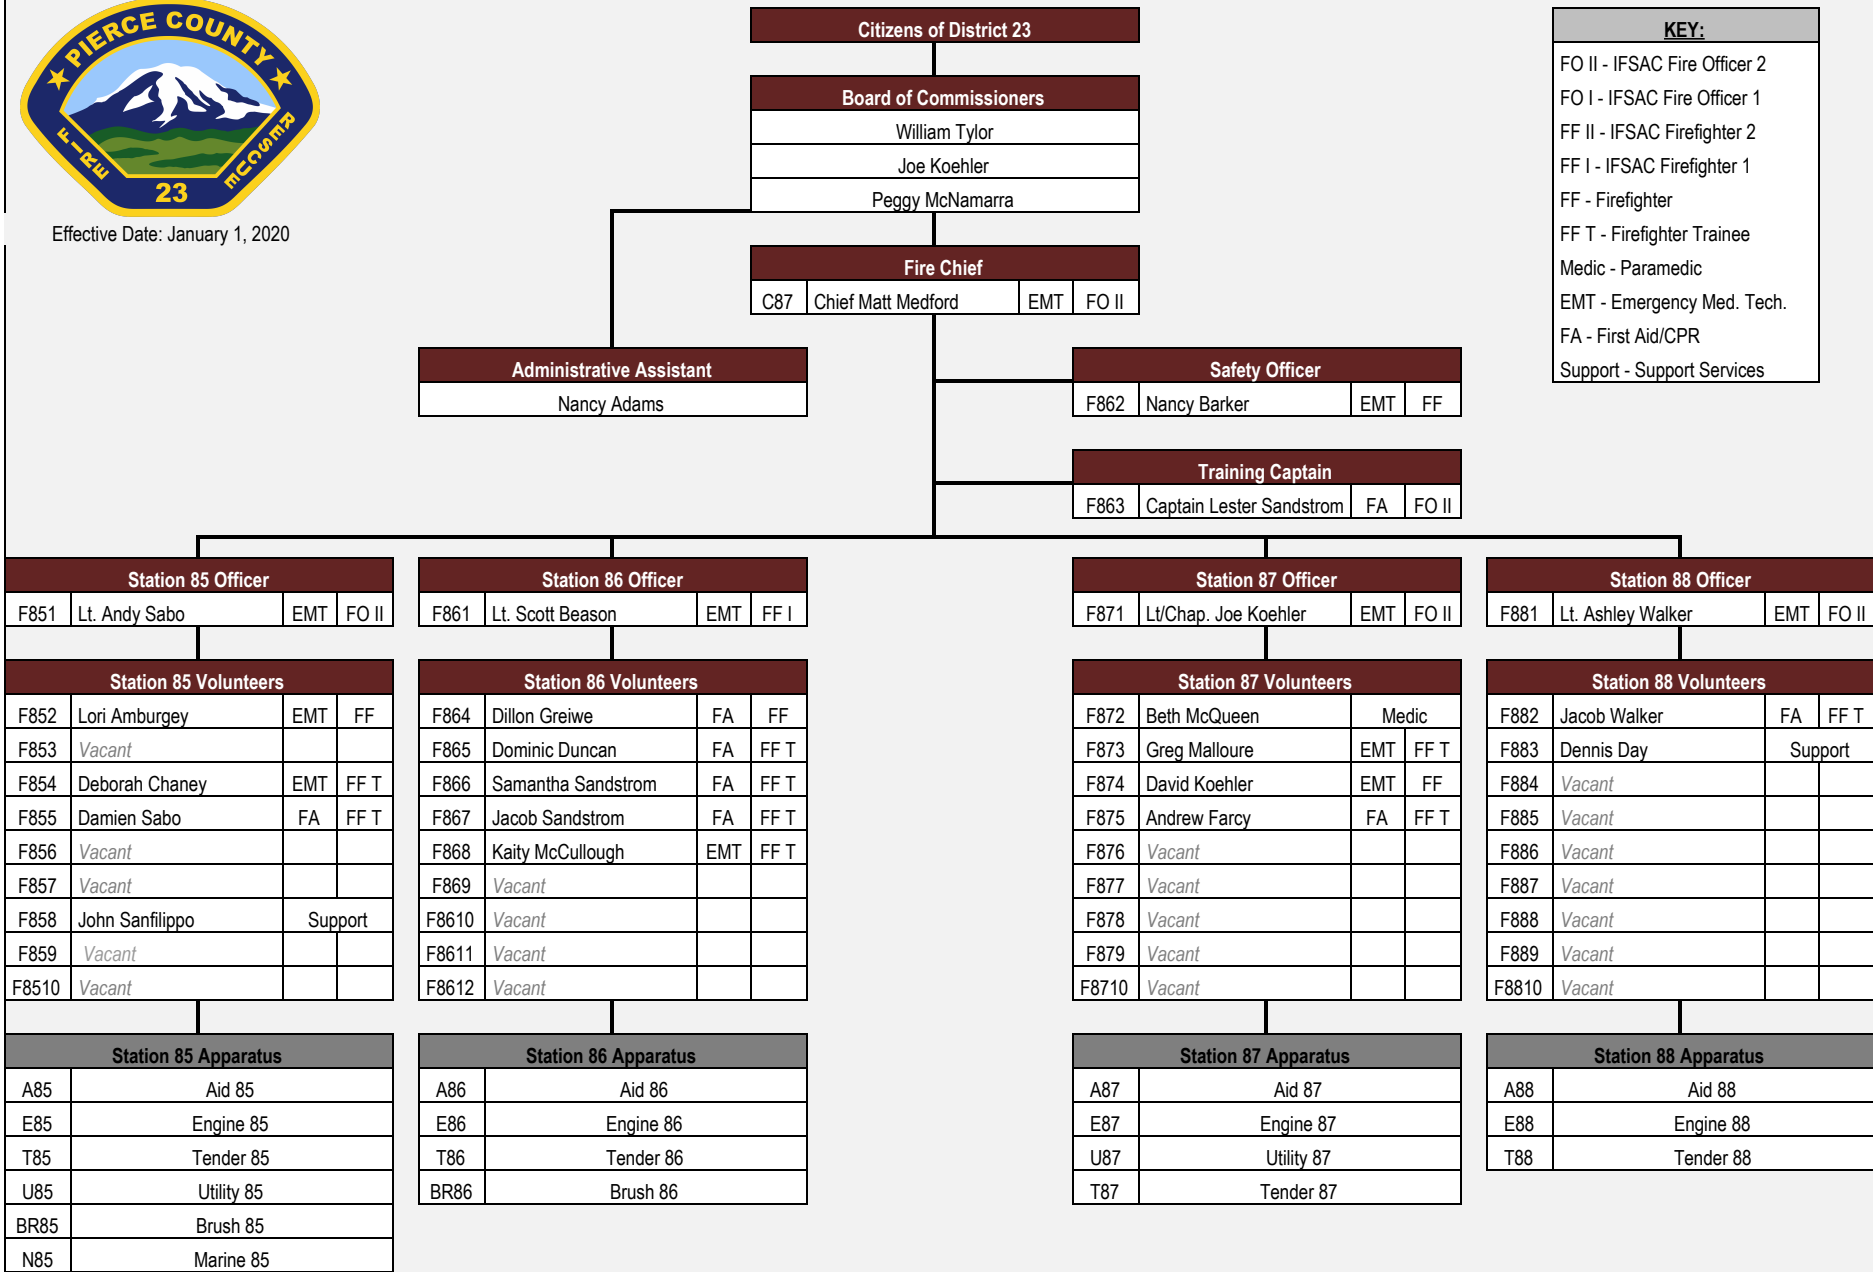 PIERCE COUNTY
FIRE
RESCUE
23
Effective Date: January 1, 2020
Citizens of District 23
Board of Commissioners
William Tylor
Joe Koehler
Peggy McNamarra
Fire Chief
C87 Chief Matt Medford EMT FO II
KEY:
FO II - IFSAC Fire Officer 2
FO I - IFSAC Fire Officer 1
FF II - IFSAC Firefighter 2
FF I - IFSAC Firefighter 1
FF - Firefighter
FF T - Firefighter Trainee
Medic - Paramedic
EMT - Emergency Med. Tech.
FA - First Aid/CPR
Support - Support Services
Administrative Assistant
Nancy Adams
Safety Officer
F862 Nancy Barker EMT FF
Training Captain
F863 Captain Lester Sandstrom FA FO II
Station 85 Officer
F851 Lt. Andy Sabo EMT FO II
Station 85 Volunteers
F852 Lori Amburgey EMT FF
F853 Vacant
F854 Deborah Chaney EMT FF T
F855 Damien Sabo FA FF T
F856 Vacant
F857 Vacant
F858 John Sanfilippo Support
F859 Vacant
F8510 Vacant
Station 85 Apparatus
A85 Aid 85
E85 Engine 85
T85 Tender 85
U85 Utility 85
BR85 Brush 85
N85 Marine 85
Station 86 Officer
F861 Lt. Scott Beason EMT FF I
Station 86 Volunteers
F864 Dillon Greiwe FA FF
F865 Dominic Duncan FA FF T
F866 Samantha Sandstrom FA FF T
F867 Jacob Sandstrom FA FF T
F868 Kaity McCullough EMT FF T
F869 Vacant
F8610 Vacant
F8611 Vacant
F8612 Vacant
Station 86 Apparatus
A86 Aid 86
E86 Engine 86
T86 Tender 86
BR86 Brush 86
Station 87 Officer
F871 Lt/Chap. Joe Koehler EMT FO II
Station 87 Volunteers
F872 Beth McQueen Medic
F873 Greg Malloure EMT FF T
F874 David Koehler EMT FF
F875 Andrew Farcy FA FF T
F876 Vacant
F877 Vacant
F878 Vacant
F879 Vacant
F8710 Vacant
Station 87 Apparatus
A87 Aid 87
E87 Engine 87
U87 Utility 87
T87 Tender 87
Station 88 Officer
F881 Lt. Ashley Walker EMT FO II
Station 88 Volunteers
F882 Jacob Walker FA FF T
F883 Dennis Day Support
F884 Vacant
F885 Vacant
F886 Vacant
F887 Vacant
F888 Vacant
F889 Vacant
F8810 Vacant
Station 88 Apparatus
A88 Aid 88
E88 Engine 88
T88 Tender 88